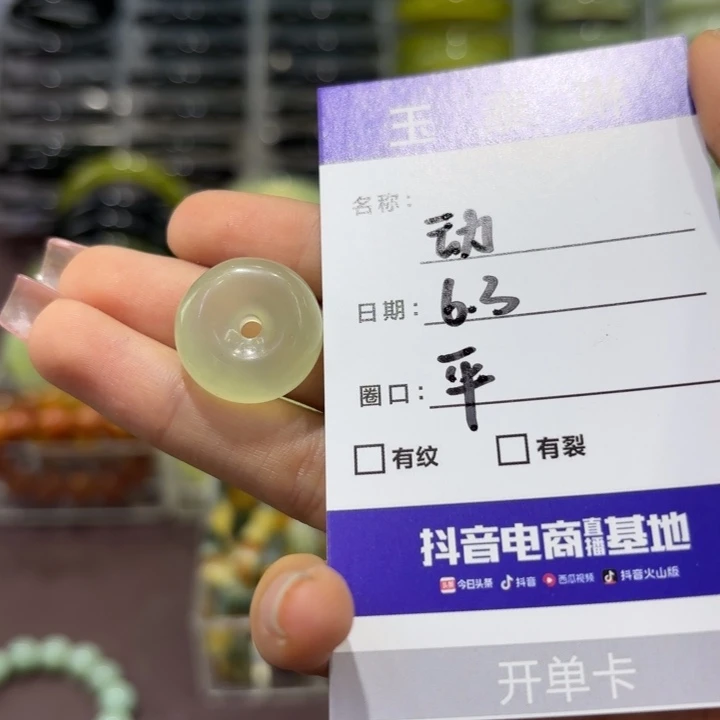 玉
名称：
动
日期：
6.3
圈口：
平
有纹 有裂
抖音电商直播基地
今日头条 抖音 西瓜视频 抖音火山版
开单卡